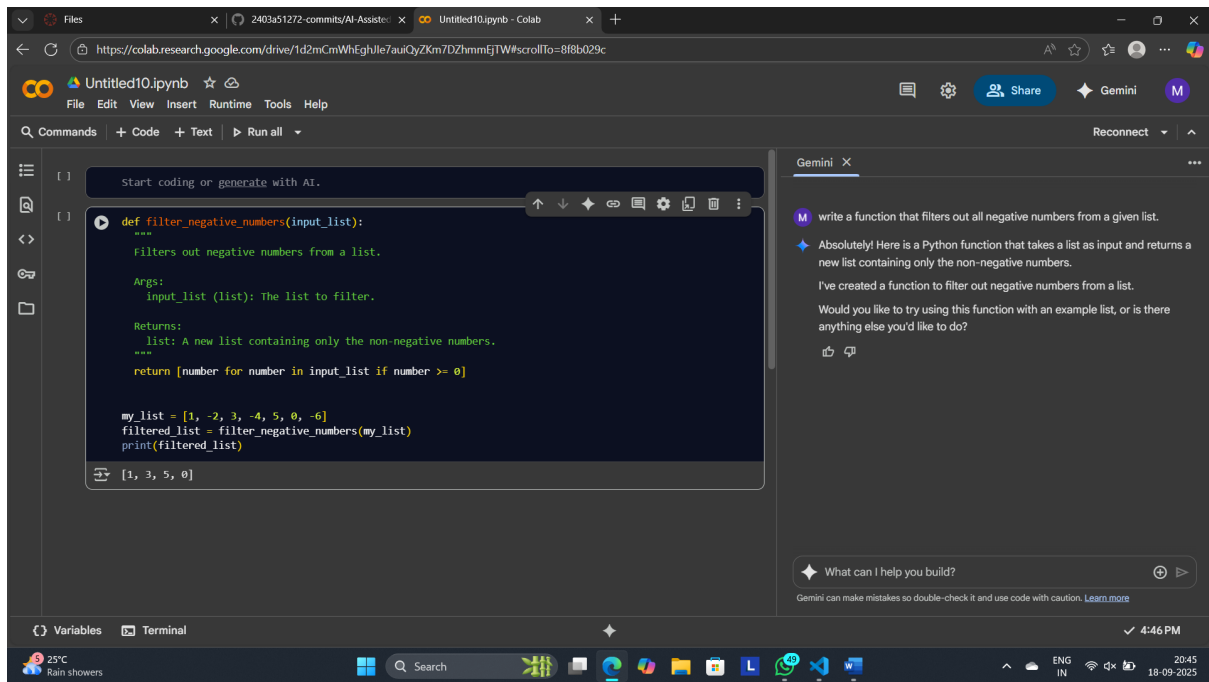 Files
2403a51272-commits/AI-Assisted
Untitled10.ipynb - Colab
https://colab.research.google.com/drive/1d2mCmWhEghJIe7auiQyZKm7DZhmmEjTW#scrollTo=8f8b029c
Untitled10.ipynb
File Edit View Insert Runtime Tools Help
Share
Gemini
M
Commands + Code + Text Run all
Reconnect
[ ] Start coding or generate with AI.
[ ] def filter_negative_numbers(input_list):
"""
Filters out negative numbers from a list.
Args:
input_list (list): The list to filter.
Returns:
list: A new list containing only the non-negative numbers.
"""
return [number for number in input_list if number >= 0]
my_list = [1, -2, 3, -4, 5, 0, -6]
filtered_list = filter_negative_numbers(my_list)
print(filtered_list)
[1, 3, 5, 0]
Gemini
M write a function that filters out all negative numbers from a given list.
Absolutely! Here is a Python function that takes a list as input and returns a
new list containing only the non-negative numbers.
I've created a function to filter out negative numbers from a list.
Would you like to try using this function with an example list, or is there
anything else you'd like to do?
What can I help you build?
Gemini can make mistakes so double-check it and use code with caution. Learn more
{} Variables Terminal
4:46 PM
5
25°C
Rain showers
Search
L
49
ENG
IN
20:45
18-09-2025